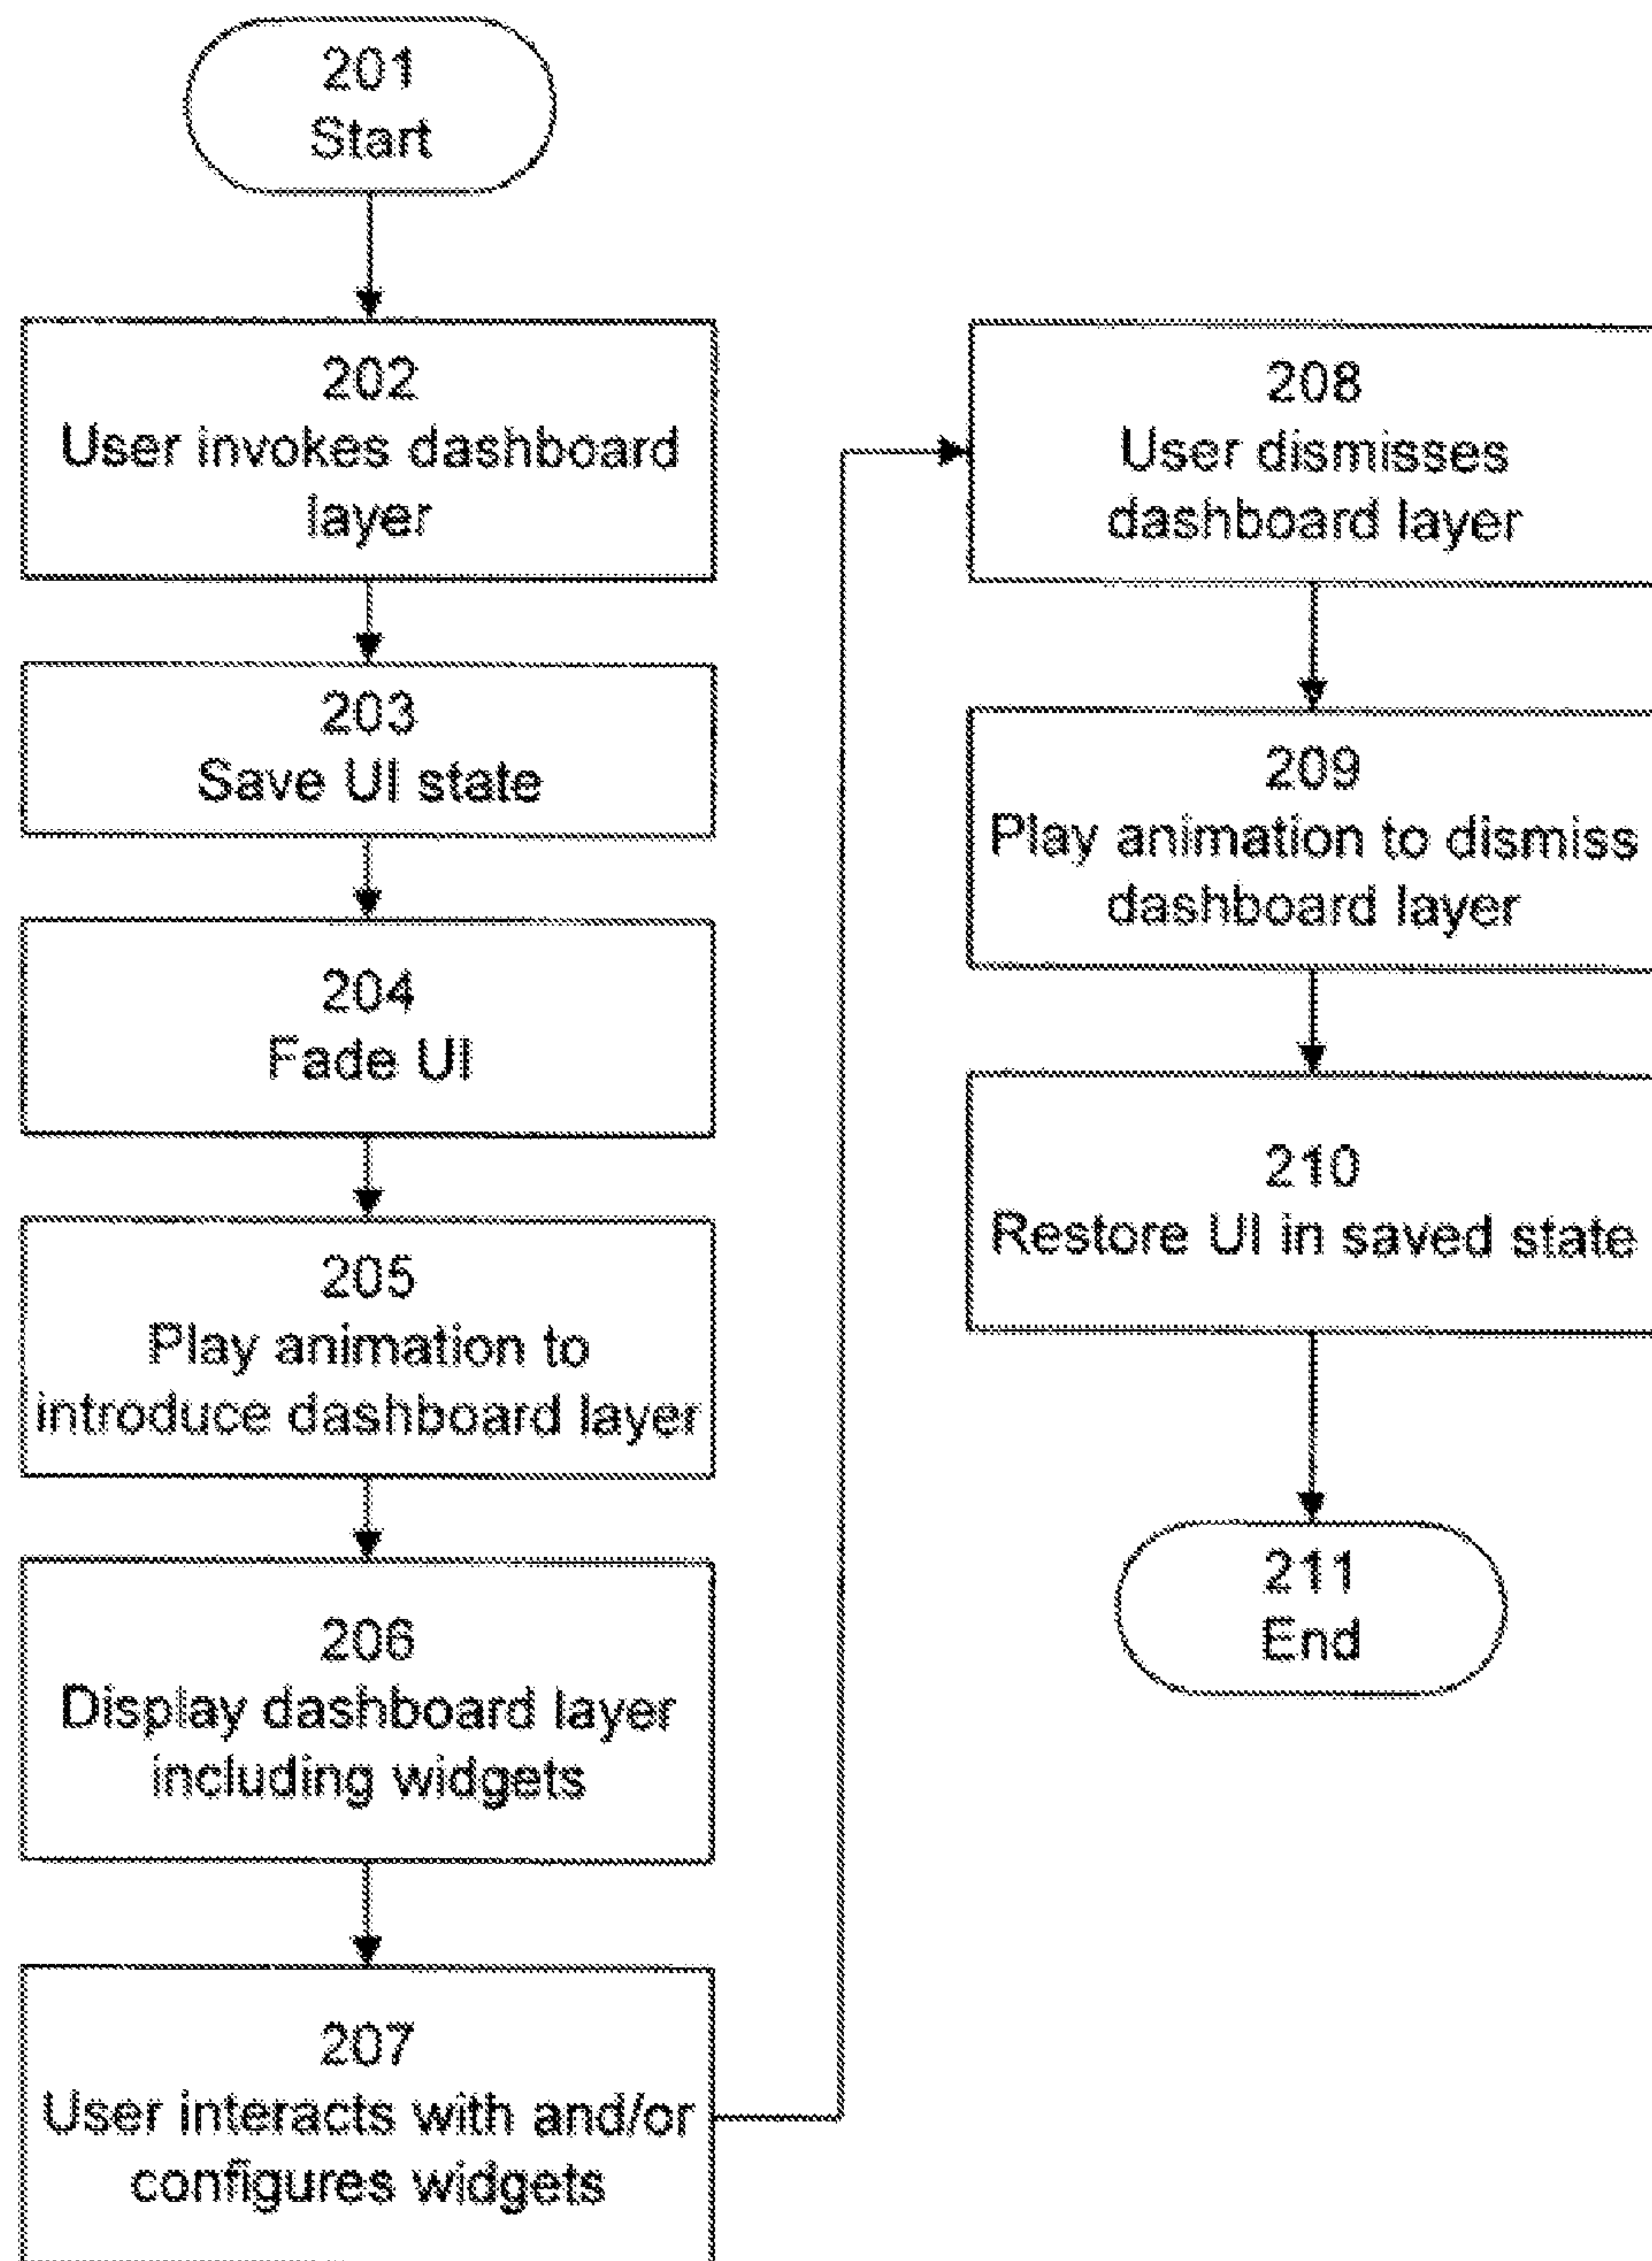 201
Start
202
User invokes dashboard
layer
203
Save UI state
204
Fade UI
205
Play animation to
introduce dashboard layer
206
Display dashboard layer
including widgets
207
User interacts with and/or
configures widgets
208
User dismisses
dashboard layer
209
Play animation to dismiss
dashboard layer
210
Restore UI in saved state
211
End